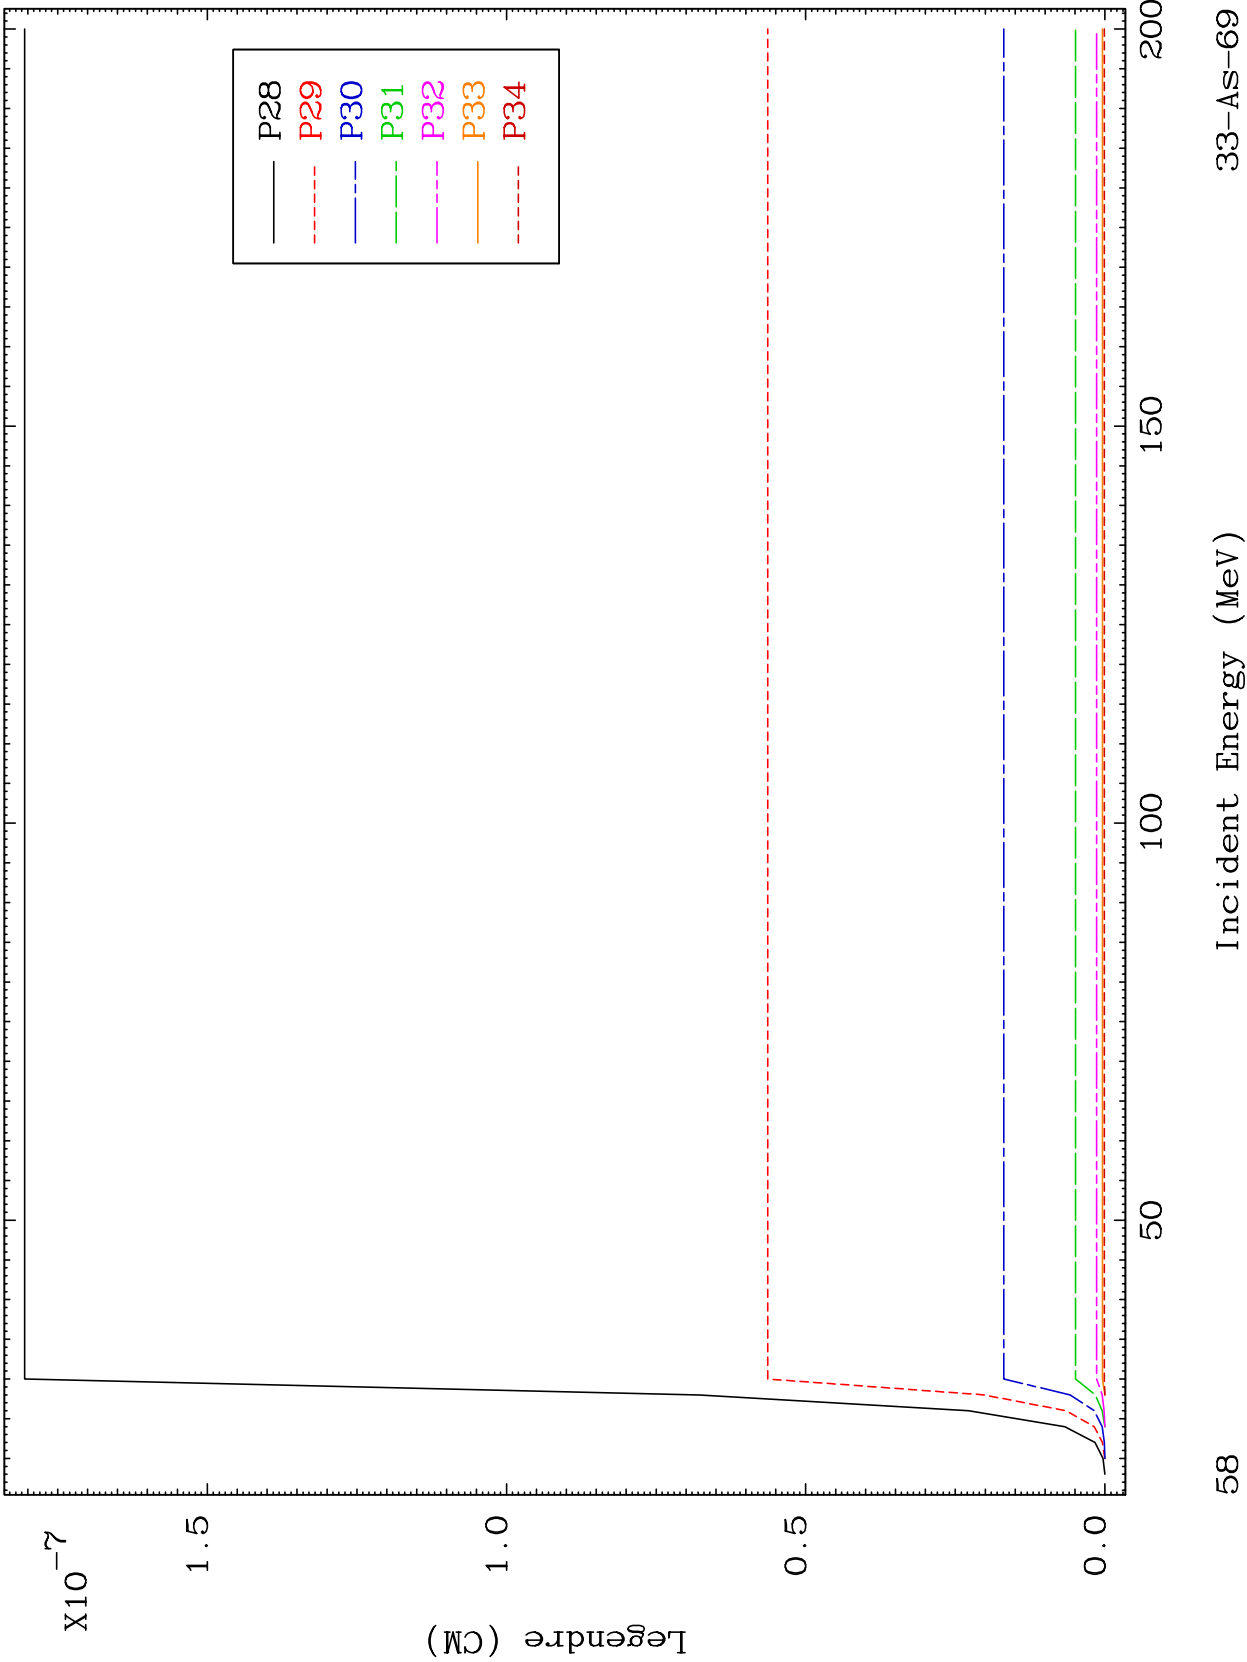 X10-7
1.5
1.0
0.5
0.0
Legendre (CM)
P28
P29
P30
P31
P32
P33
P34
50
100
150
200
58
Incident Energy (MeV)
33-As-69